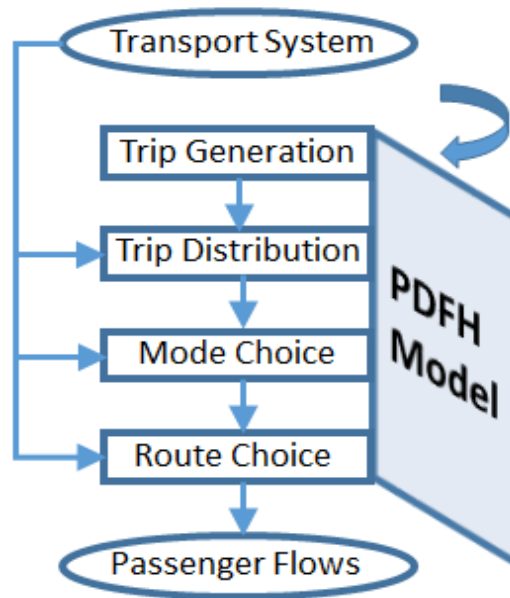 Transport System
Trip Generation
Trip Distribution
PDFH
Model
Mode Choice
Route Choice
Passenger Flows